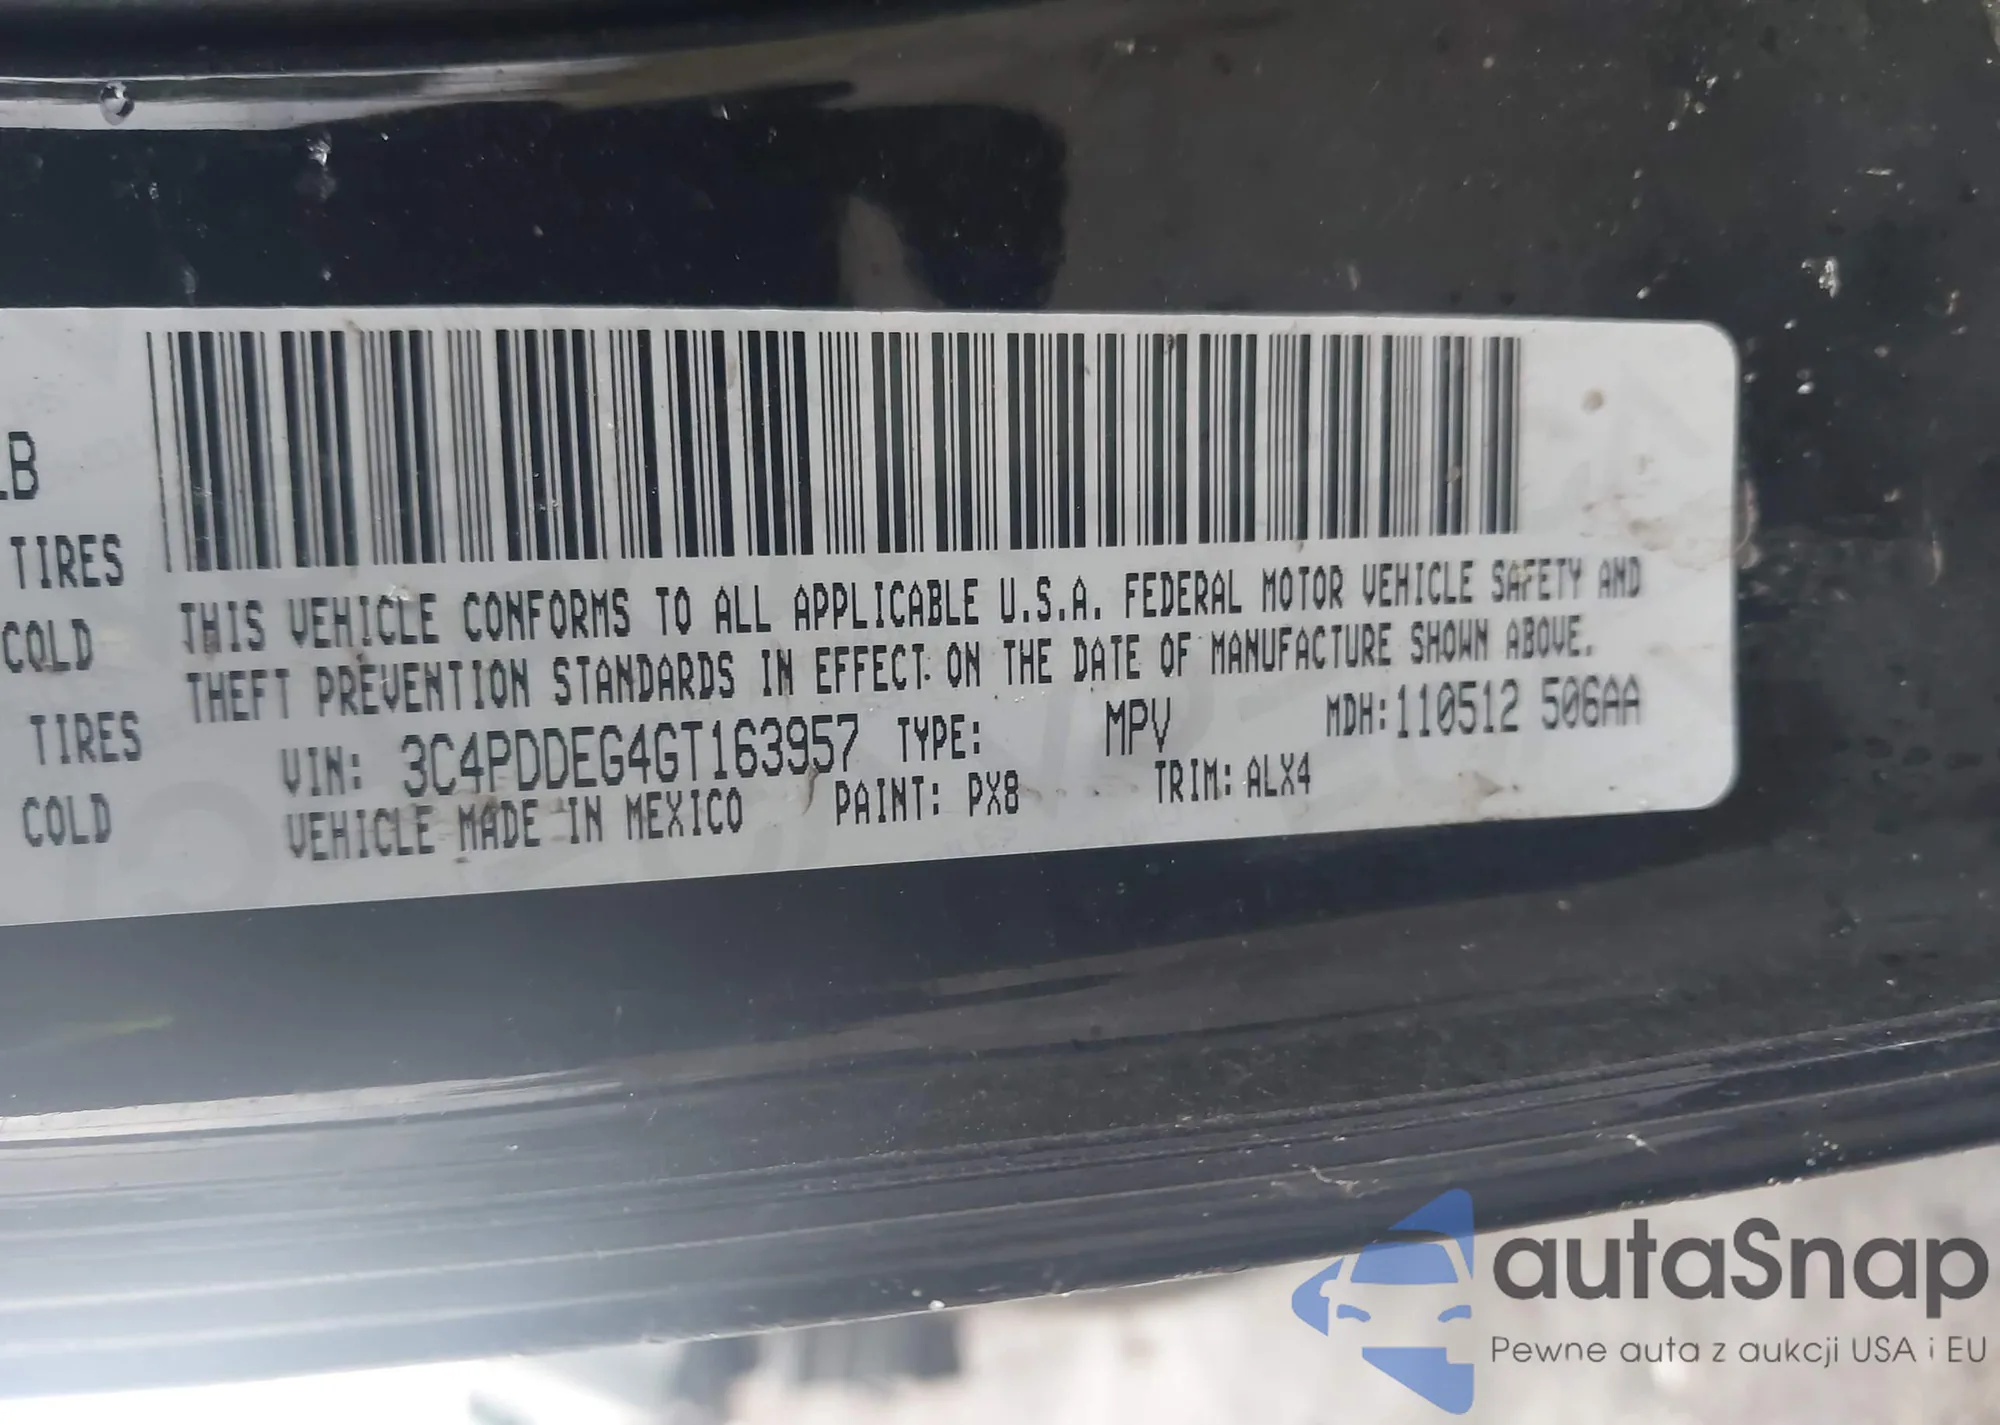 LB
TIRES
COLD
TIRES
COLD
THIS VEHICLE CONFORMS TO ALL APPLICABLE U.S.A. FEDERAL MOTOR VEHICLE SAFETY AND
THEFT PREVENTION STANDARDS IN EFFECT ON THE DATE OF MANUFACTURE SHOWN ABOVE.
VIN: 3C4PDDEG4GT163957 TYPE: MPV MDH:110512 506AA
VEHICLE MADE IN MEXICO PAINT: PX8 TRIM: ALX4
autaSnap
Pewne auta z aukcji USA i EU